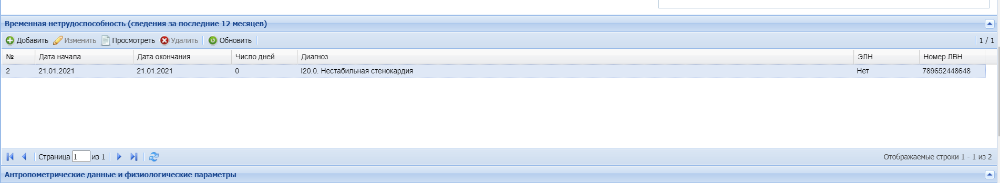 Временная нетрудоспособность (сведения за последние 12 месяцев)
Добавить Изменить Просмотреть Удалить Обновить 1 / 1
№ Дата начала Дата окончания Число дней Диагноз ЭЛН Номер ЛВН
2 21.01.2021 21.01.2021 0 I20.0. Нестабильная стенокардия Нет 789652448648
Страница 1 из 1 Отображаемые строки 1 - 1 из 2
Антропометрические данные и физиологические параметры